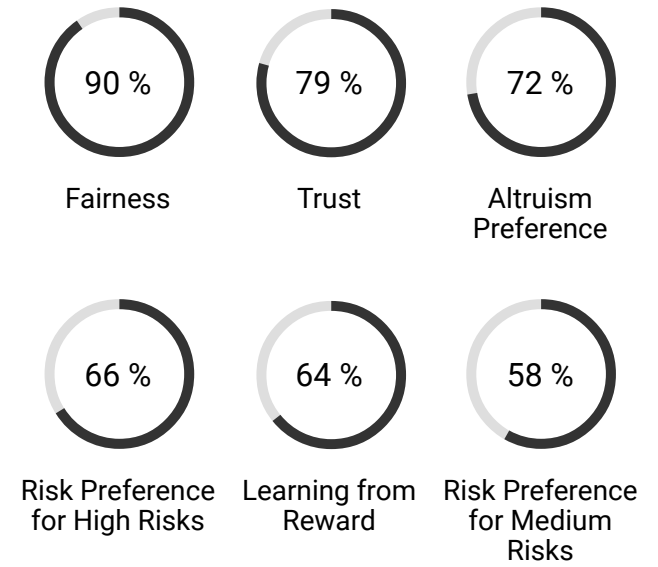 90 %
79 %
72 %
Fairness
Trust
Altruism
Preference
66 %
64 %
58 %
Risk Preference
for High Risks
Learning from
Reward
Risk Preference
for Medium
Risks